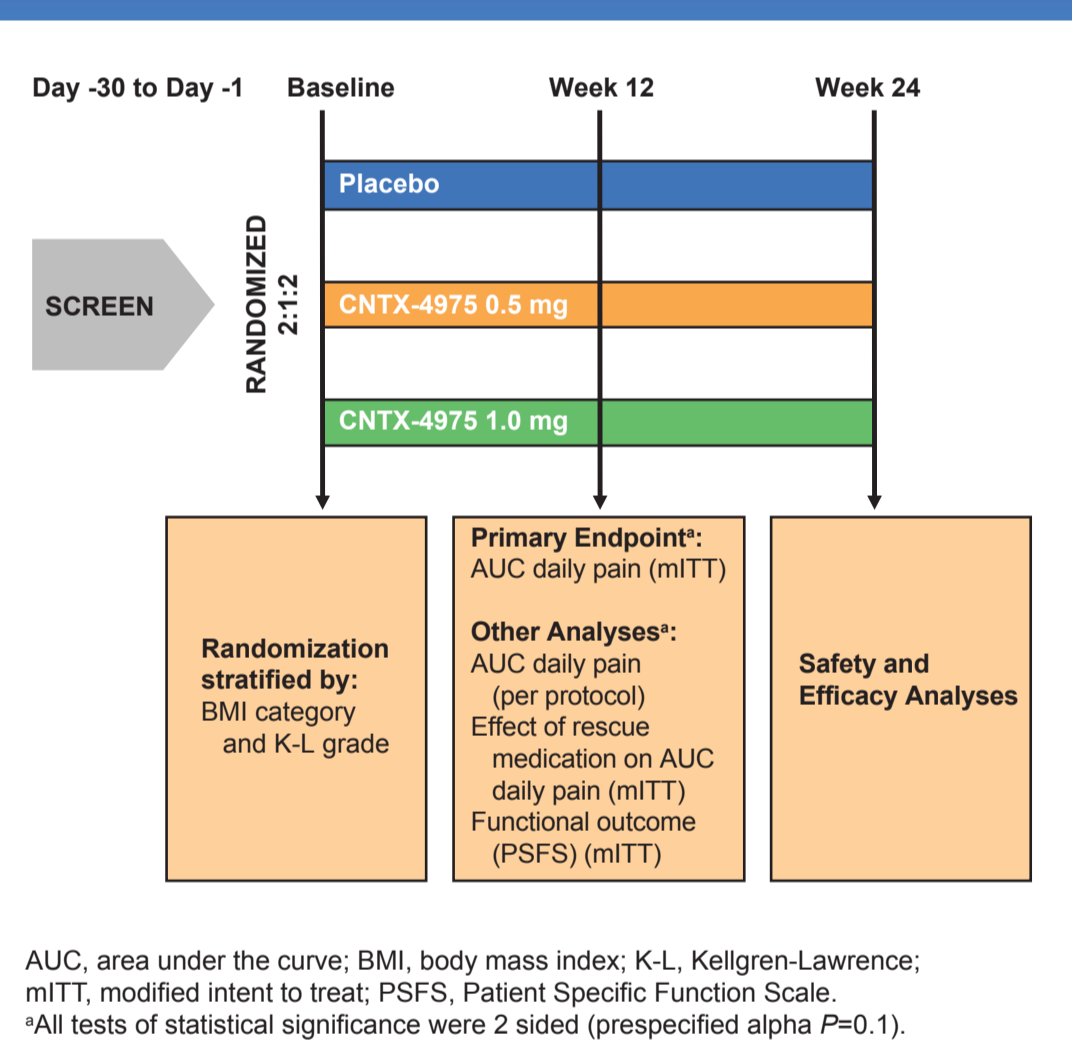 Day -30 to Day -1
Baseline
Week 12
Week 24
SCREEN
RANDOMIZED
2:1:2
Placebo
CNTX-4975 0.5 mg
CNTX-4975 1.0 mg
Randomization
stratified by:
BMI category
and K-L grade
Primary Endpointᵃ:
AUC daily pain (mITT)
Other Analysesᵃ:
AUC daily pain
(per protocol)
Effect of rescue
medication on AUC
daily pain (mITT)
Functional outcome
(PSFS) (mITT)
Safety and
Efficacy Analyses
AUC, area under the curve; BMI, body mass index; K-L, Kellgren-Lawrence;
mITT, modified intent to treat; PSFS, Patient Specific Function Scale.
ᵃAll tests of statistical significance were 2 sided (prespecified alpha P=0.1).